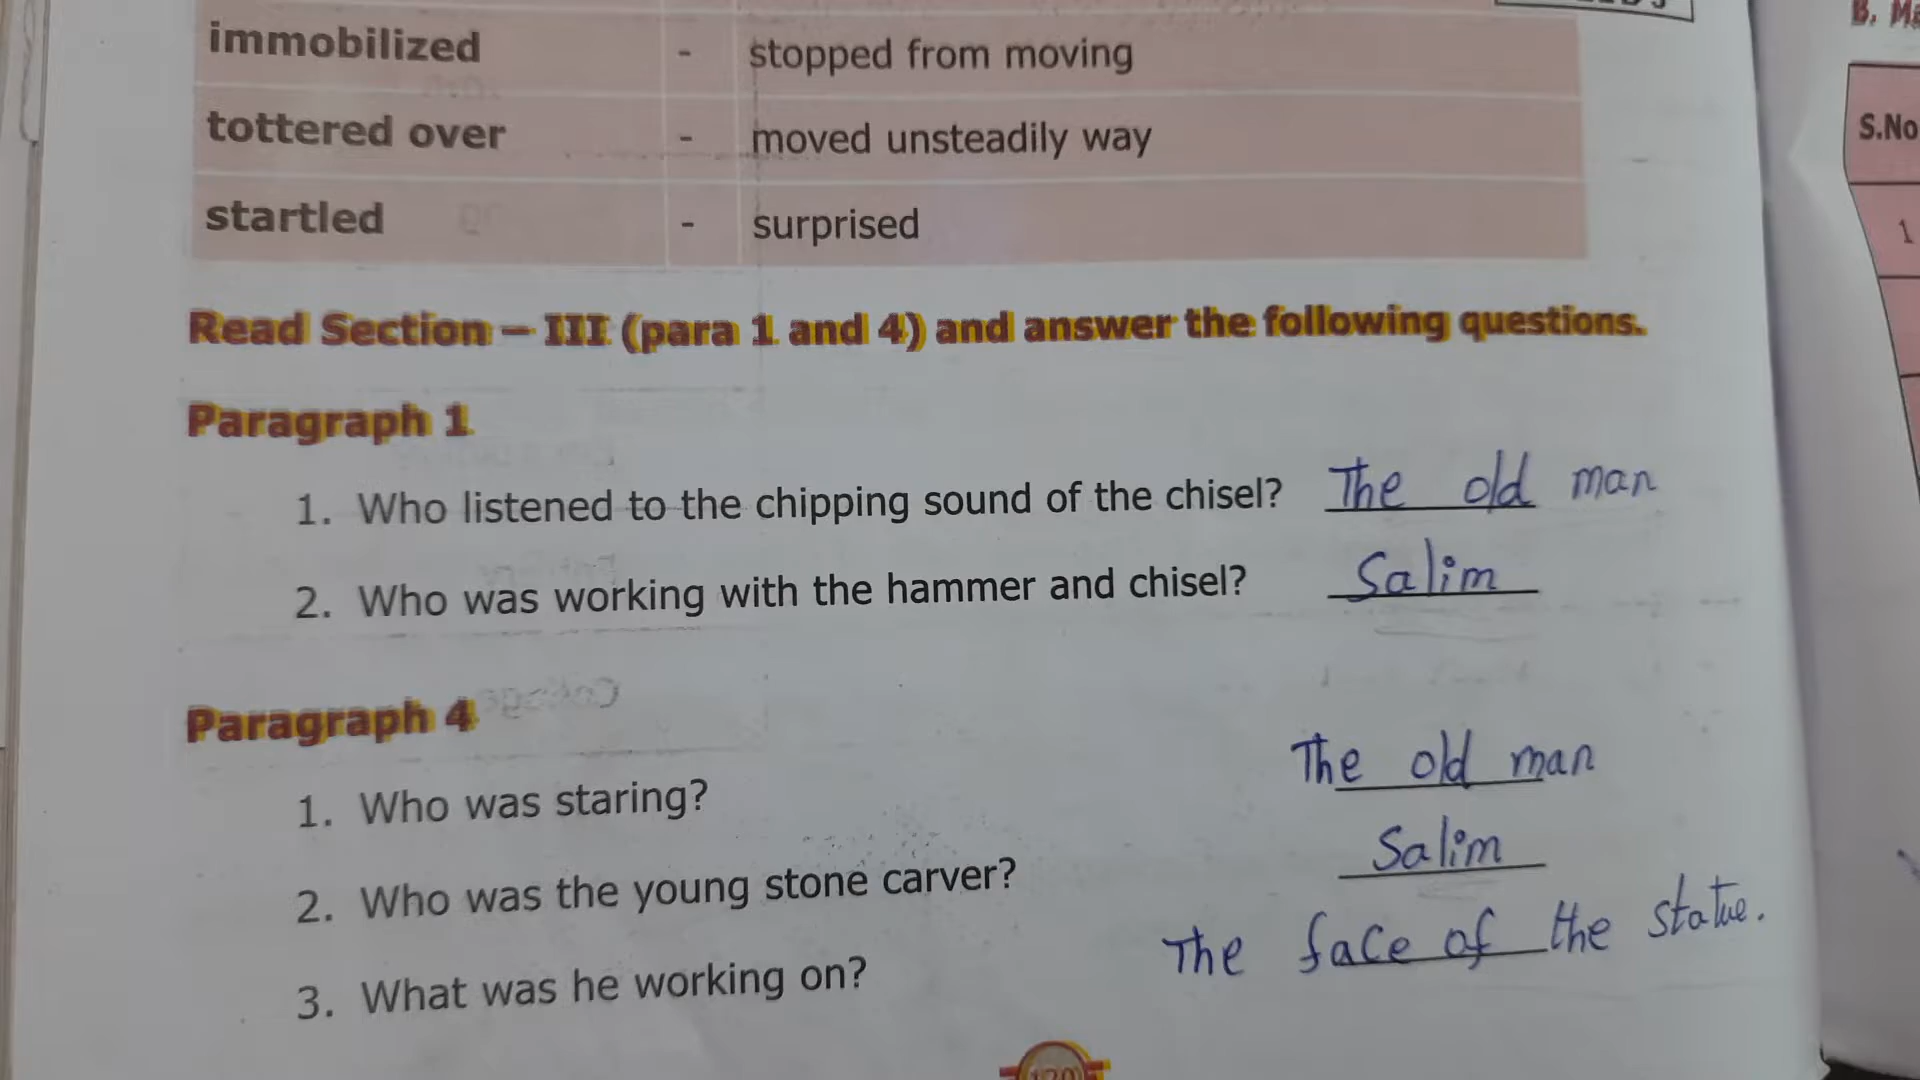 B. Ma
immobilized - stopped from moving
S.No
tottered over - moved unsteadily way
startled - surprised
1
Read Section – III (para 1 and 4) and answer the following questions.
Paragraph 1
1. Who listened to the chipping sound of the chisel? The old man
2. Who was working with the hammer and chisel? Salim
Paragraph 4
1. Who was staring? The old man
2. Who was the young stone carver? Salim
3. What was he working on? The face of the statue.